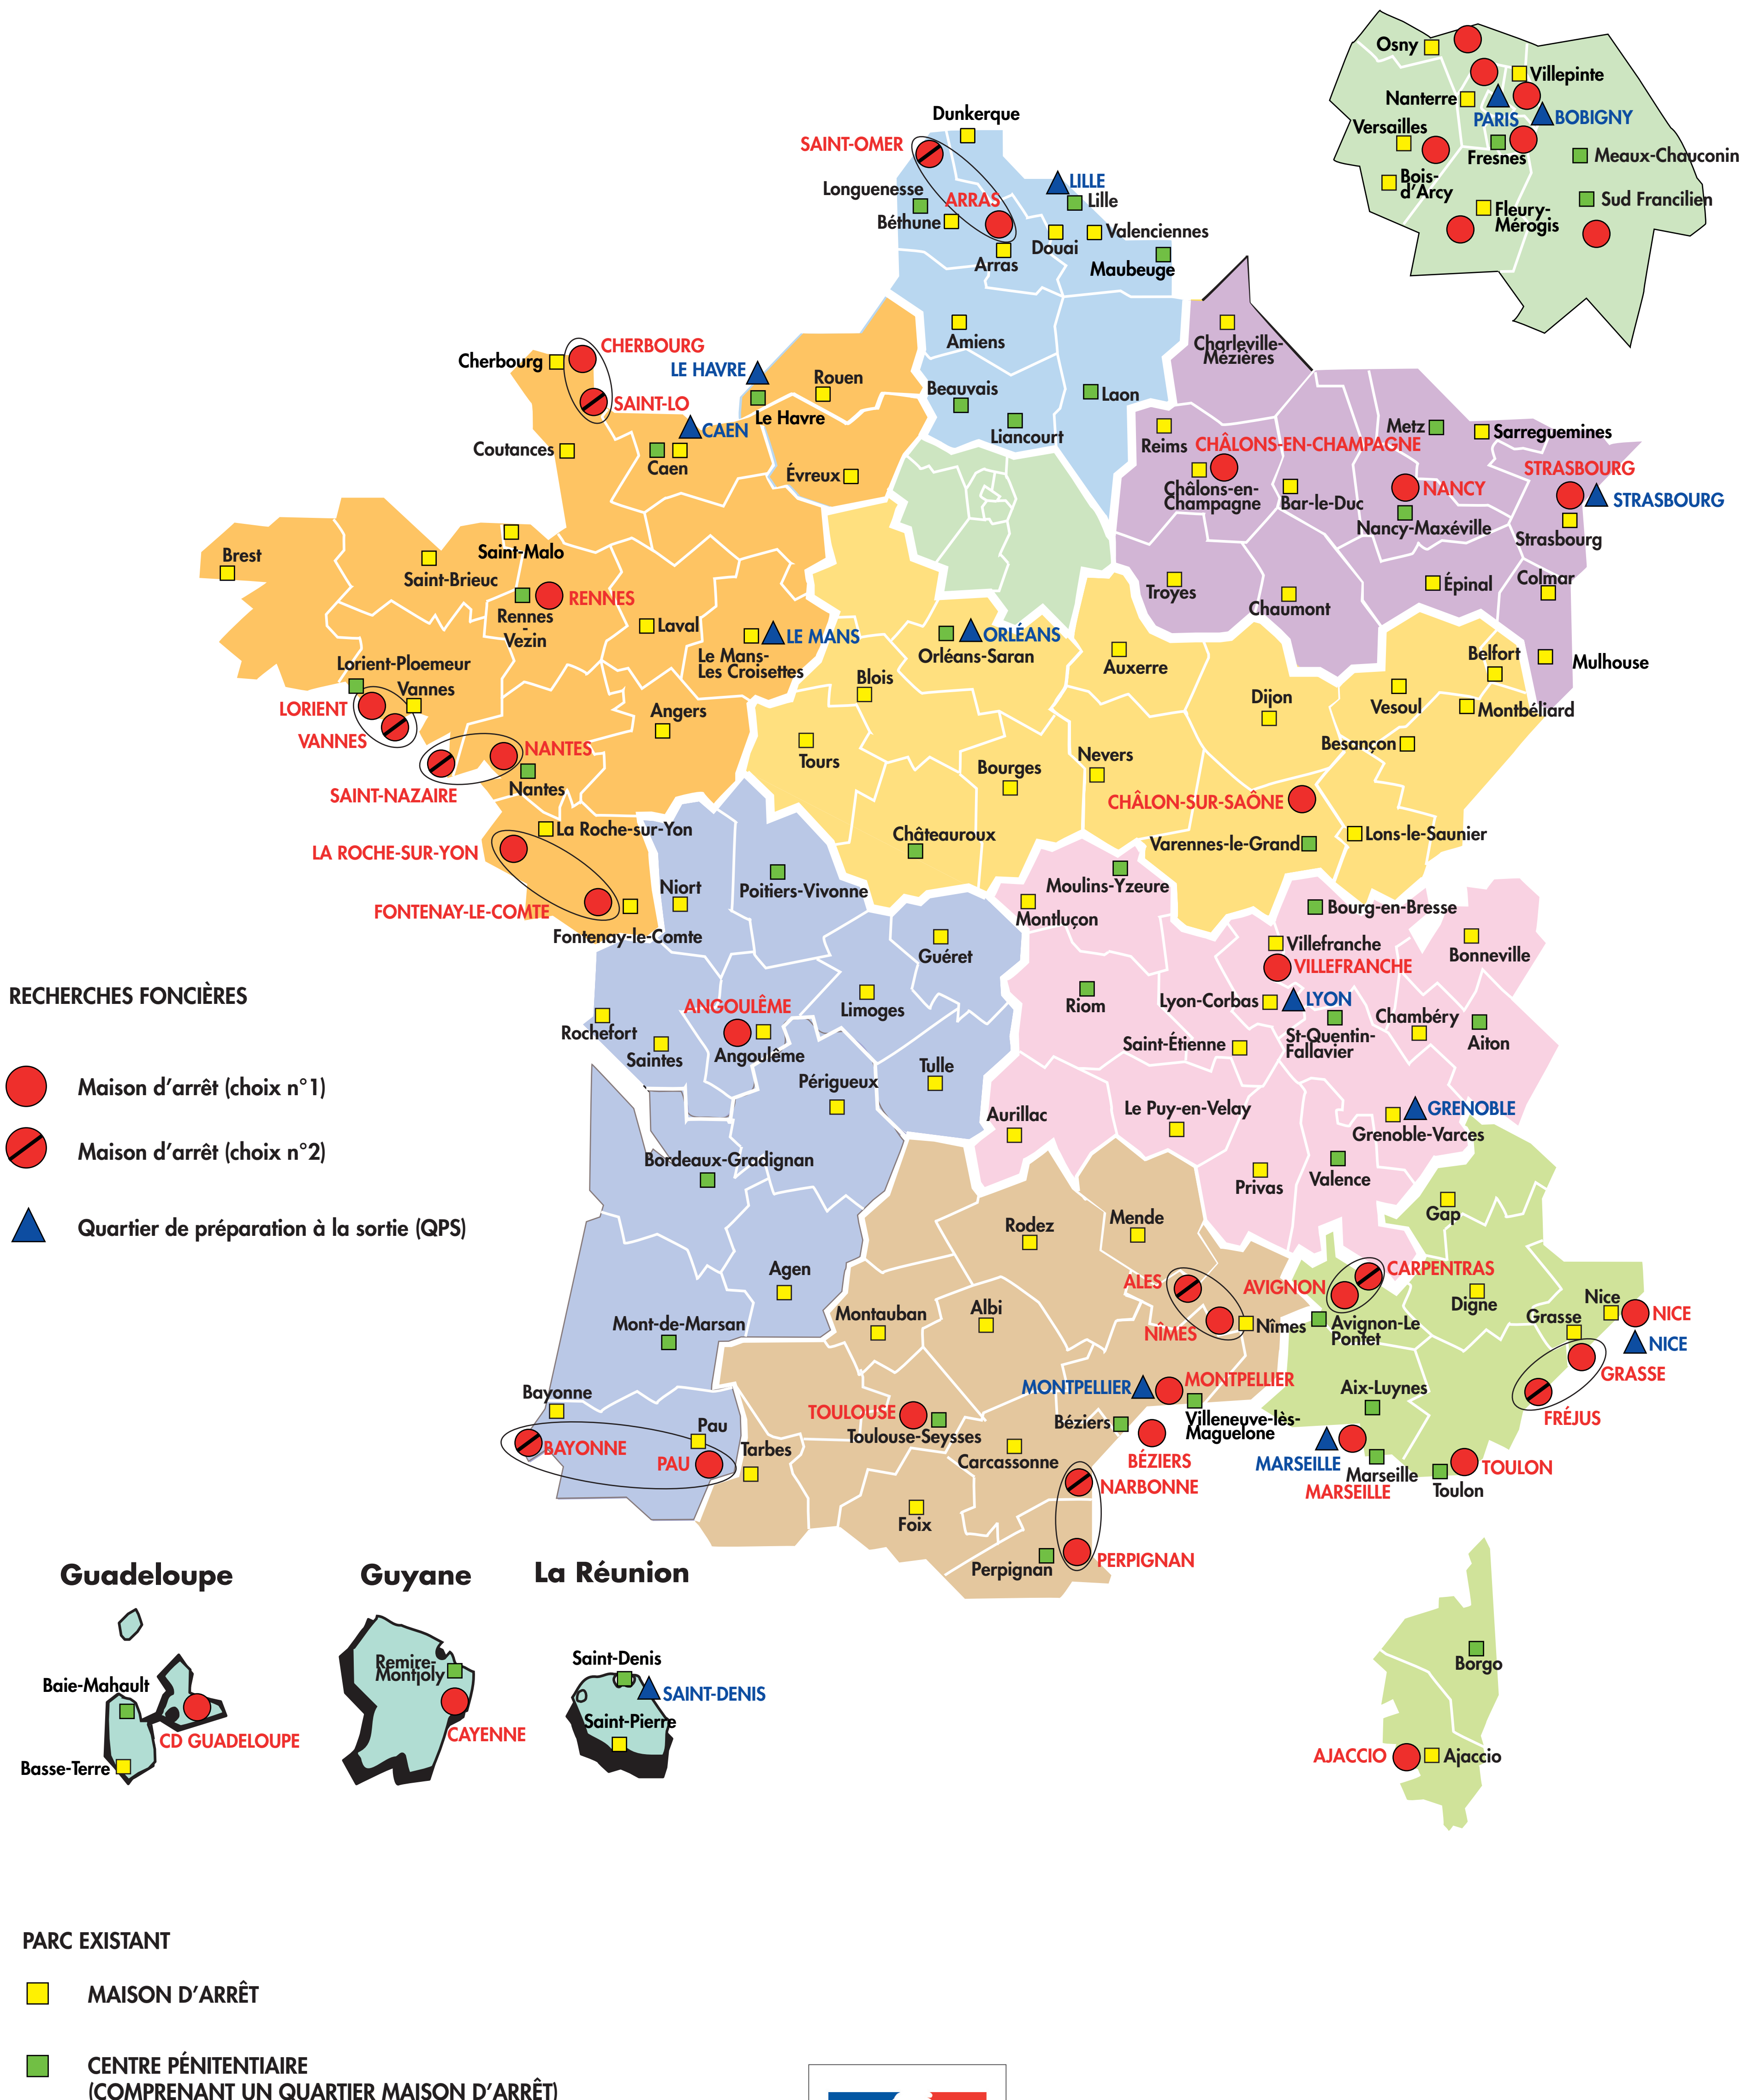 Osny
Villepinte
Nanterre
PARIS
BOBIGNY
Versailles
Fresnes
Meaux-Chauconin
Bois-
d'Arcy
Sud Francilien
Fleury-
Mérogis
Dunkerque
SAINT-OMER
LILLE
Longuenesse
ARRAS
Lille
Béthune
Douai
Valenciennes
Arras
Maubeuge
Amiens
Charleville-
Mézières
CHERBOURG
Cherbourg
LE HAVRE
Rouen
Beauvais
Laon
SAINT-LO
Le Havre
Liancourt
CAEN
Coutances
Caen
Évreux
Reims
CHÂLONS-EN-CHAMPAGNE
Metz
Sarreguemines
STRASBOURG
Châlons-en-
Champagne
Bar-le-Duc
NANCY
STRASBOURG
Nancy-Maxéville
Strasbourg
Brest
Saint-Malo
Saint-Brieuc
RENNES
Rennes
-
Vezin
Laval
LE MANS
Le Mans-
Les Croisettes
ORLÉANS
Orléans-Saran
Troyes
Chaumont
Épinal
Colmar
Mulhouse
Belfort
Lorient-Ploemeur
Vannes
LORIENT
VANNES
Angers
Blois
Auxerre
Dijon
Vesoul
Montbéliard
Besançon
NANTES
Nantes
SAINT-NAZAIRE
Tours
Bourges
Nevers
CHÂLON-SUR-SAÔNE
La Roche-sur-Yon
LA ROCHE-SUR-YON
Châteauroux
Varennes-le-Grand
Lons-le-Saunier
Niort
Poitiers-Vivonne
FONTENAY-LE-COMTE
Fontenay-le-Comte
Moulins-Yzeure
Montluçon
Bourg-en-Bresse
Guéret
Villefranche
VILLEFRANCHE
Bonneville
RECHERCHES FONCIÈRES
Maison d'arrêt (choix n°1)
Maison d'arrêt (choix n°2)
Quartier de préparation à la sortie (QPS)
Rochefort
Saintes
ANGOULÊME
Angoulême
Limoges
Riom
Lyon-Corbas
LYON
Chambéry
Saint-Étienne
St-Quentin-
Fallavier
Aiton
Périgueux
Tulle
Aurillac
Le Puy-en-Velay
GRENOBLE
Grenoble-Varces
Bordeaux-Gradignan
Privas
Valence
Gap
Rodez
Mende
Agen
ALES
AVIGNON
CARPENTRAS
Montauban
Albi
Mont-de-Marsan
NÎMES
Nîmes
Avignon-Le
Pontet
Digne
Nice
Grasse
NICE
NICE
GRASSE
FRÉJUS
Bayonne
MONTPELLIER
MONTPELLIER
Aix-Luynes
TOULOUSE
Toulouse-Seysses
Béziers
Villeneuve-lès-
Maguelone
Pau
BAYONNE
PAU
Tarbes
Carcassonne
BÉZIERS
MARSEILLE
Marseille
MARSEILLE
TOULON
Toulon
NARBONNE
Foix
Perpignan
PERPIGNAN
Guadeloupe
Guyane
La Réunion
Baie-Mahault
CD GUADELOUPE
Basse-Terre
Remire-
Montjoly
CAYENNE
Saint-Denis
SAINT-DENIS
Saint-Pierre
Borgo
AJACCIO
Ajaccio
PARC EXISTANT
MAISON D'ARRÊT
CENTRE PÉNITENTIAIRE
(COMPRENANT UN QUARTIER MAISON D'ARRÊT)